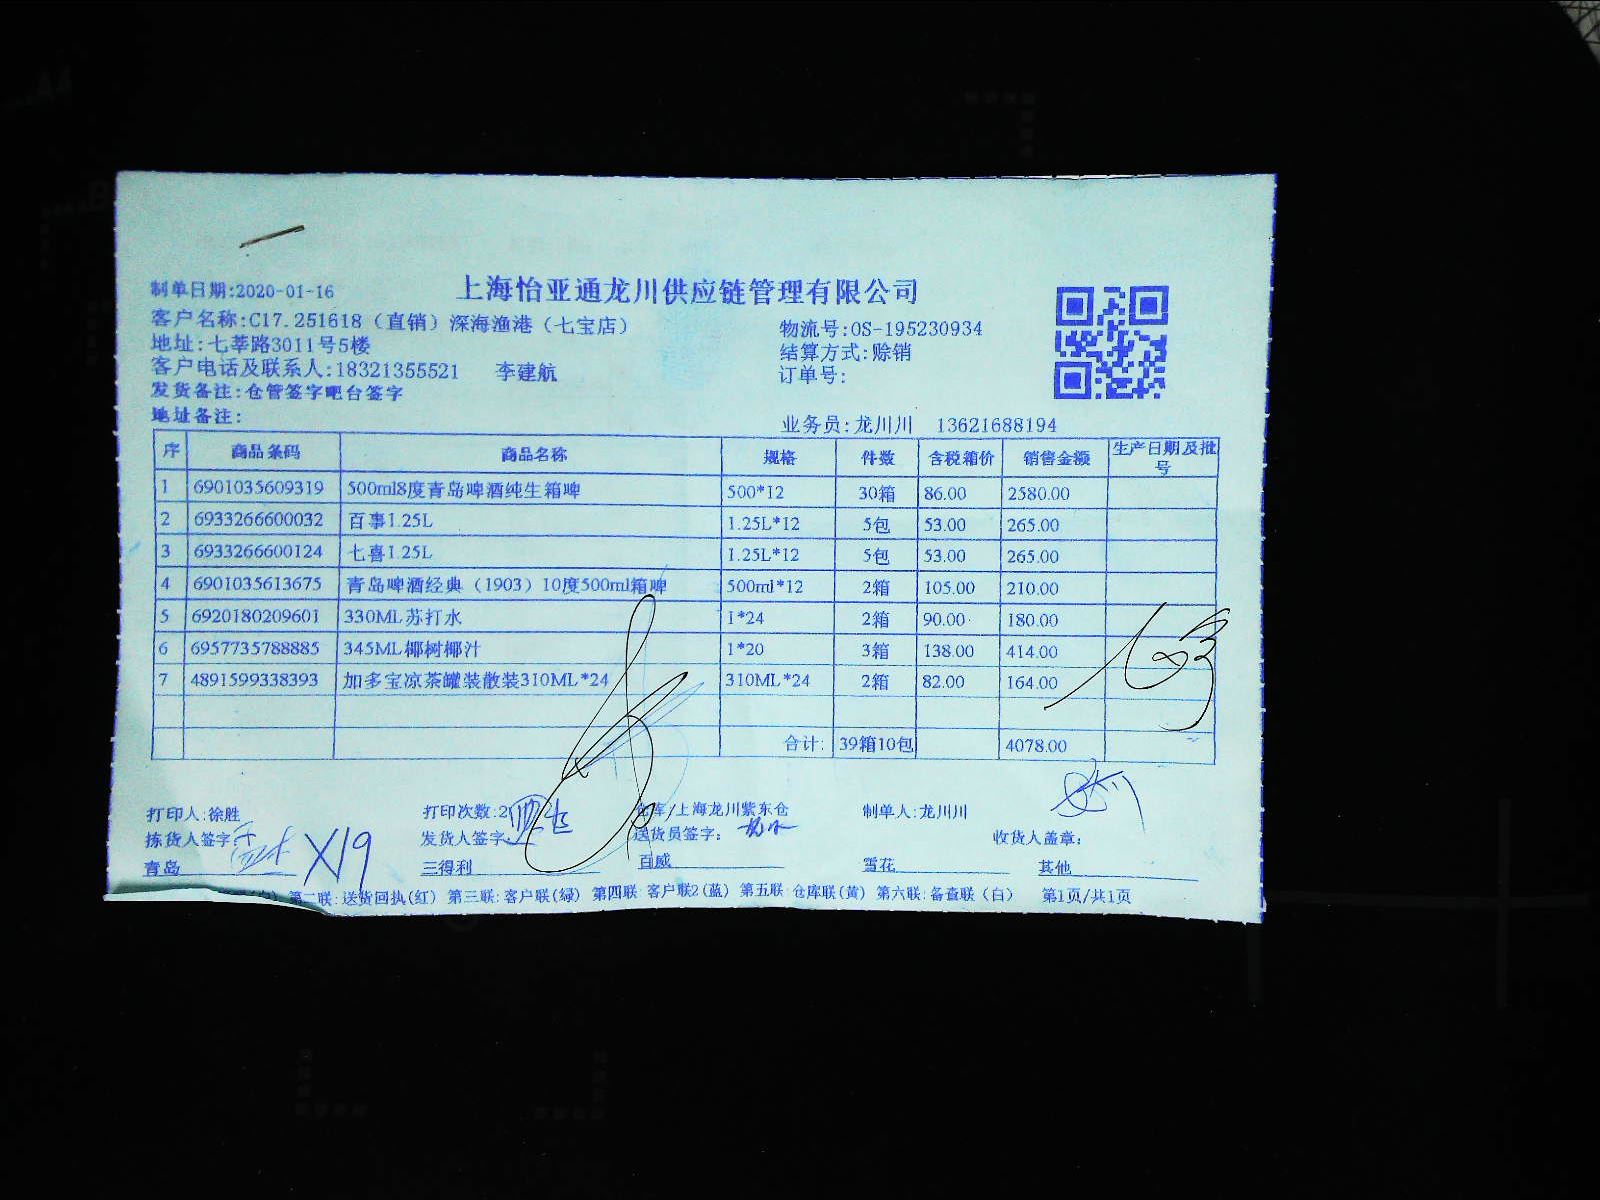 上海怡亚通龙川供应链管理有限公司
制单日期:2020-01-16
客户名称:C17.251618（直销）深海渔港（七宝店）
物流号:OS-195230934
地址:七莘路3011号5楼
结算方式:赊销
客户电话及联系人:18321355521 李建航
订单号:
发货备注:仓管签字吧台签字
地址备注:
业务员:龙川川 13621688194
序 商品条码 商品名称 规格 件数 含税箱价 销售金额 生产日期及批号
1 6901035609319 500ml8度青岛啤酒纯生箱啤 500*12 30箱 86.00 2580.00
2 6933266600032 百事1.25L 1.25L*12 5包 53.00 265.00
3 6933266600124 七喜1.25L 1.25L*12 5包 53.00 265.00
4 6901035613675 青岛啤酒经典（1903）10度500ml箱啤 500ml*12 2箱 105.00 210.00
5 6920180209601 330ML苏打水 1*24 2箱 90.00 180.00
6 6957735788885 345ML椰树椰汁 1*20 3箱 138.00 414.00
7 4891599338393 加多宝凉茶罐装散装310ML*24 310ML*24 2箱 82.00 164.00
合计: 39箱10包 4078.00
打印人:徐胜 打印次数:2 仓库/上海龙川紫东仓 制单人:龙川川
拣货人签字: 发货人签字: 送货员签字: 收货人盖章:
X19
青岛 三得利 百威 雪花 其他
第二联:送货回执(红) 第三联:客户联(绿) 第四联:客户联2(蓝) 第五联:仓库联(黄) 第六联:备查联（白） 第1页/共1页